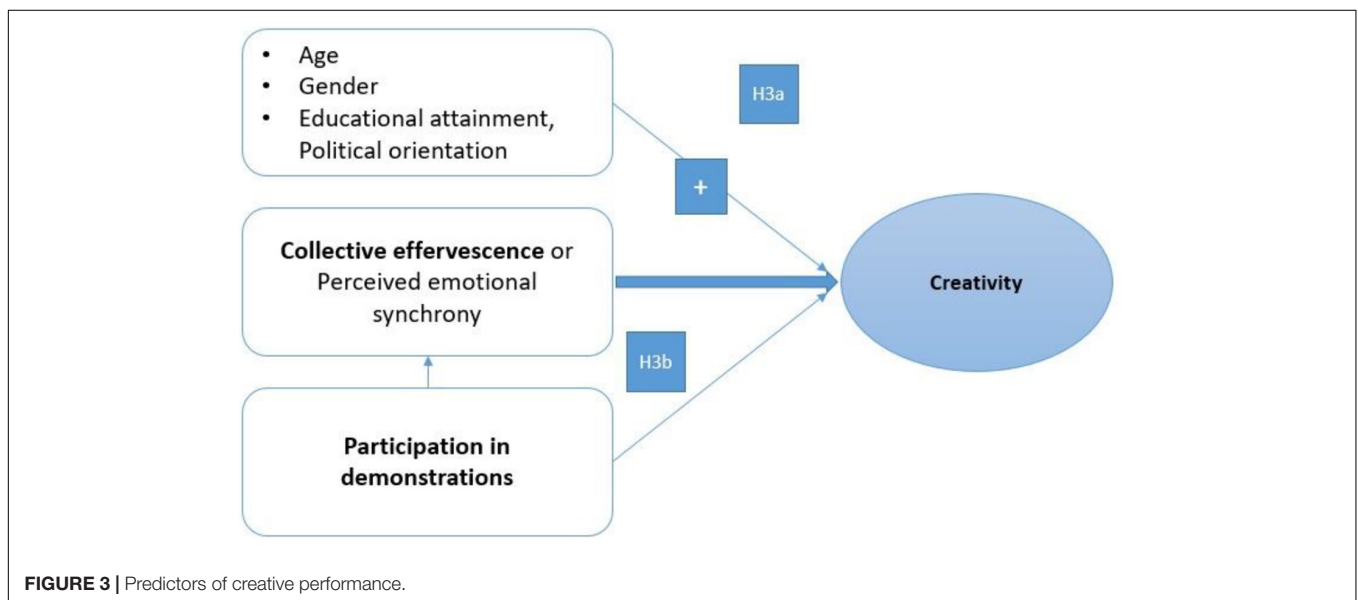 • Age
• Gender
• Educational attainment,
Political orientation
H3a
+
Collective effervescence or
Perceived emotional
synchrony
Creativity
H3b
Participation in
demonstrations
FIGURE 3 | Predictors of creative performance.